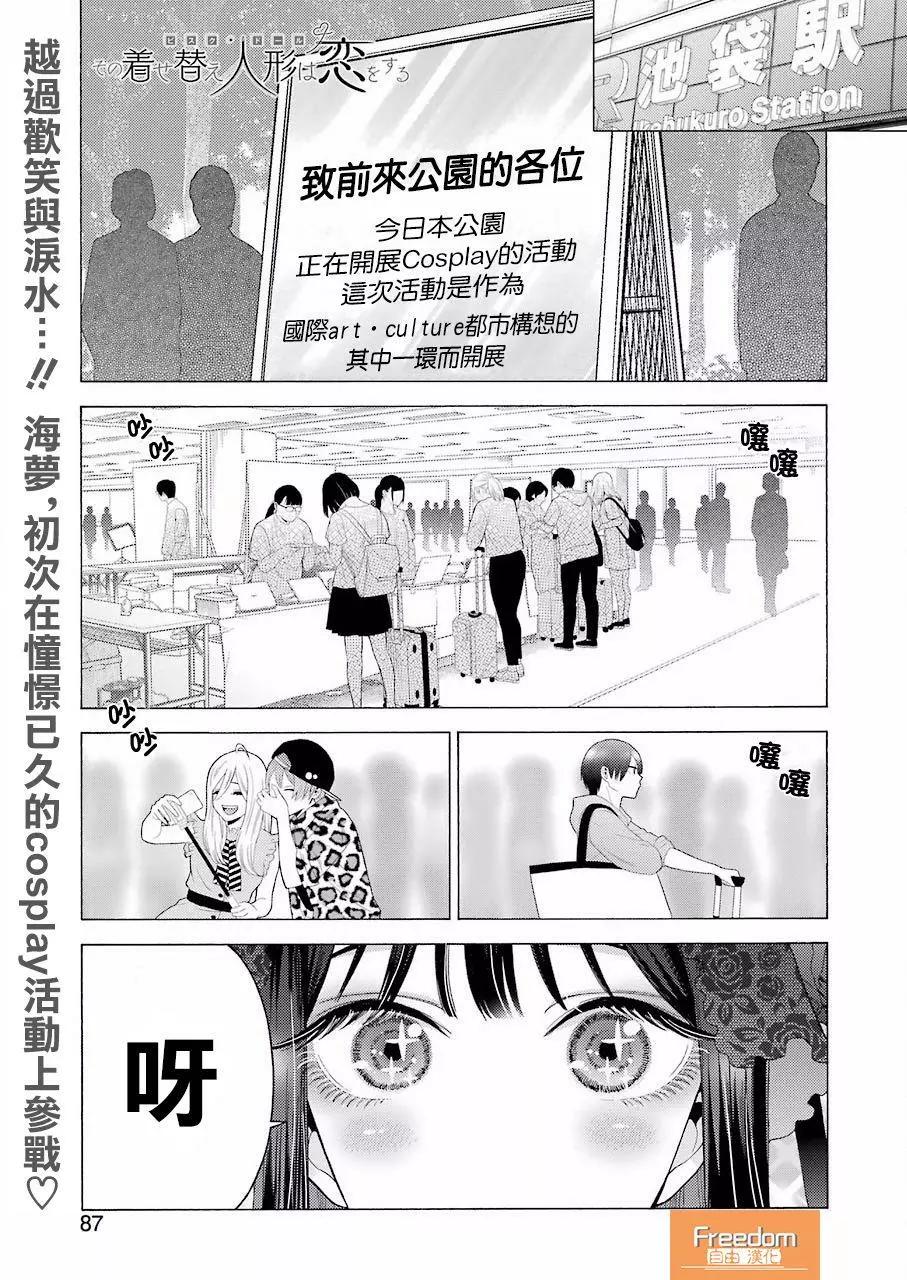 池袋駅
Ikebukuro Station
ビスク・ドール
その着せ替え人形は恋をする
致前來公園的各位
今日本公園
正在開展Cosplay的活動
這次活動是作為
國際art・culture都市構想的
其中一環而開展
越過歡笑與淚水…!! 海夢,初次在憧憬已久的cosplay活動上參戰♡
吵
吵
嚯
嚯
吵
吵
嚯
嚯
呀
87
Freedom
自由 漢化